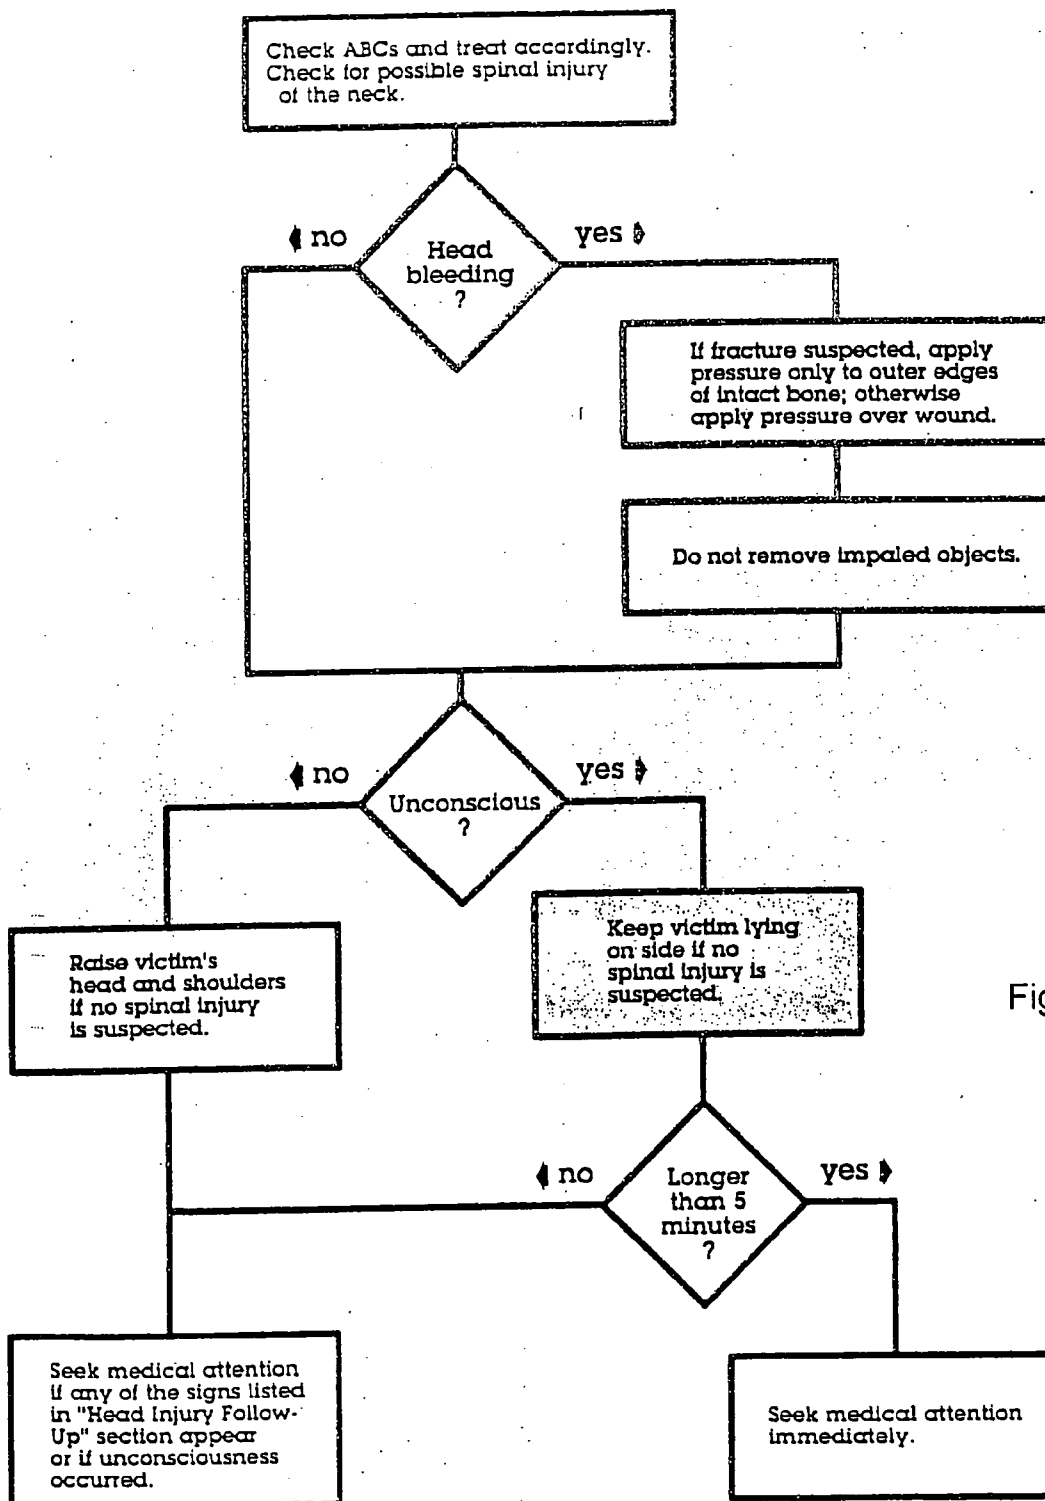 Check ABCs and treat accordingly.
Check for possible spinal injury
of the neck.
no
yes
Head
bleeding
?
If fracture suspected, apply
pressure only to outer edges
of intact bone; otherwise
apply pressure over wound.
Do not remove impaled objects.
no
yes
Unconscious
?
Raise victim's
head and shoulders
if no spinal injury
is suspected.
Keep victim lying
on side if no
spinal injury is
suspected.
Fig
no
yes
Longer
than 5
minutes
?
Seek medical attention
if any of the signs listed
in "Head Injury Follow-
Up" section appear
or if unconsciousness
occurred.
Seek medical attention
immediately.